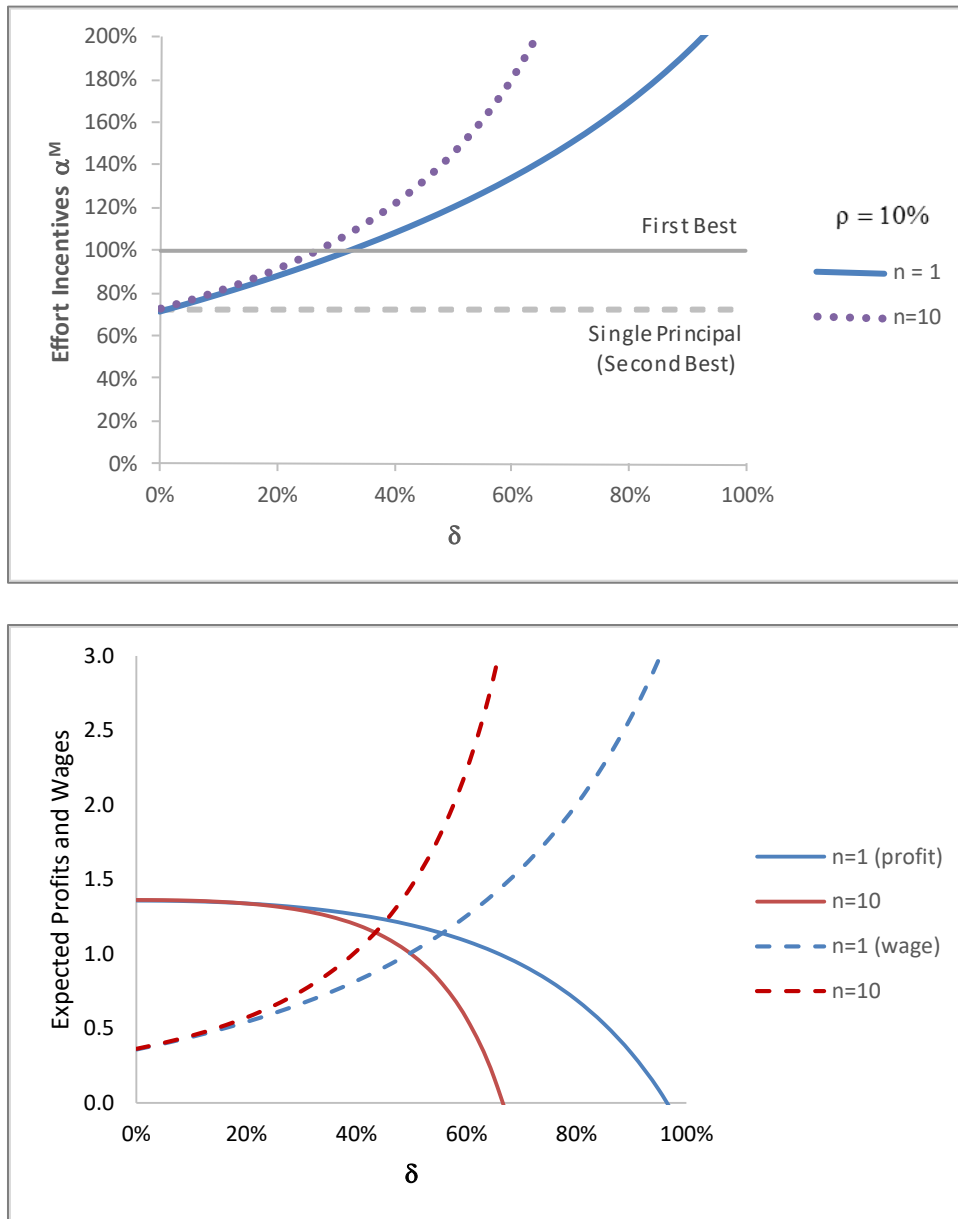 200%
180%
160%
140%
120%
100%
80%
60%
40%
20%
0%
Effort Incentives α^M
First Best
Single Principal
(Second Best)
ρ = 10%
n = 1
n=10
0% 20% 40% 60% 80% 100%
δ
3.0
2.5
2.0
1.5
1.0
0.5
0.0
Expected Profits and Wages
n=1 (profit)
n=10
n=1 (wage)
n=10
0% 20% 40% 60% 80% 100%
δ